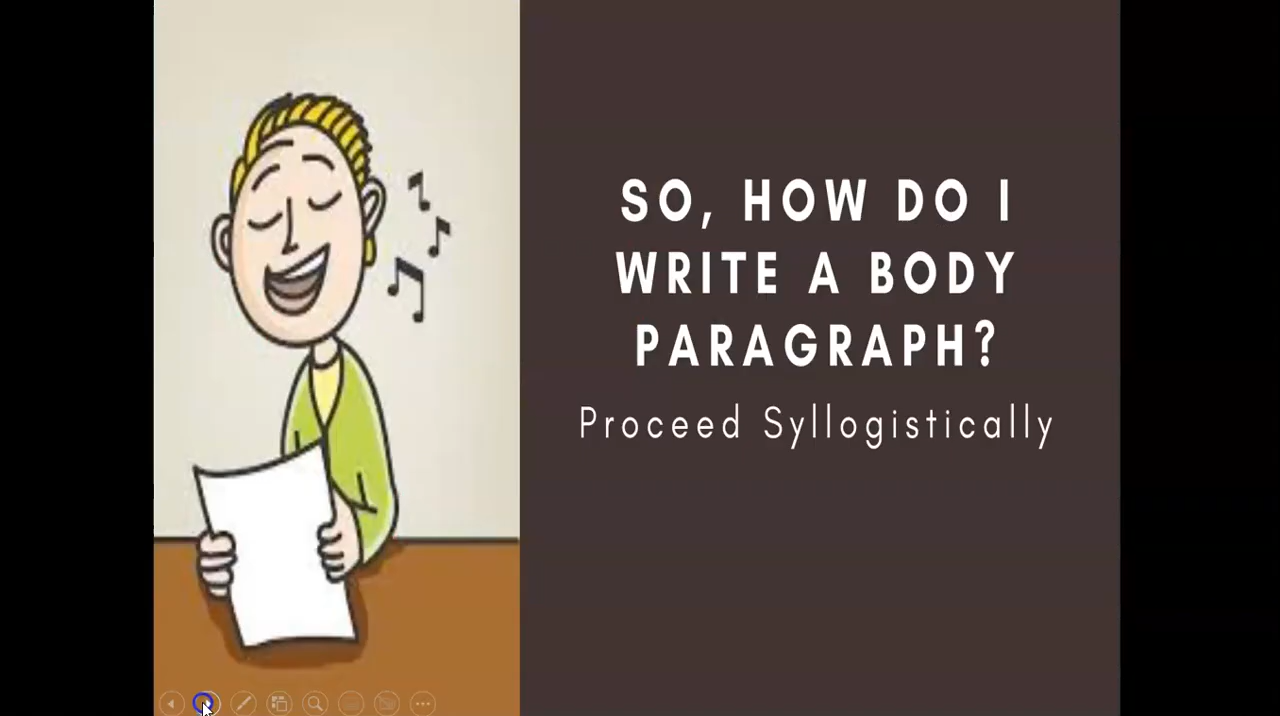 SO, HOW DO I
WRITE A BODY
PARAGRAPH?
Proceed Syllogistically